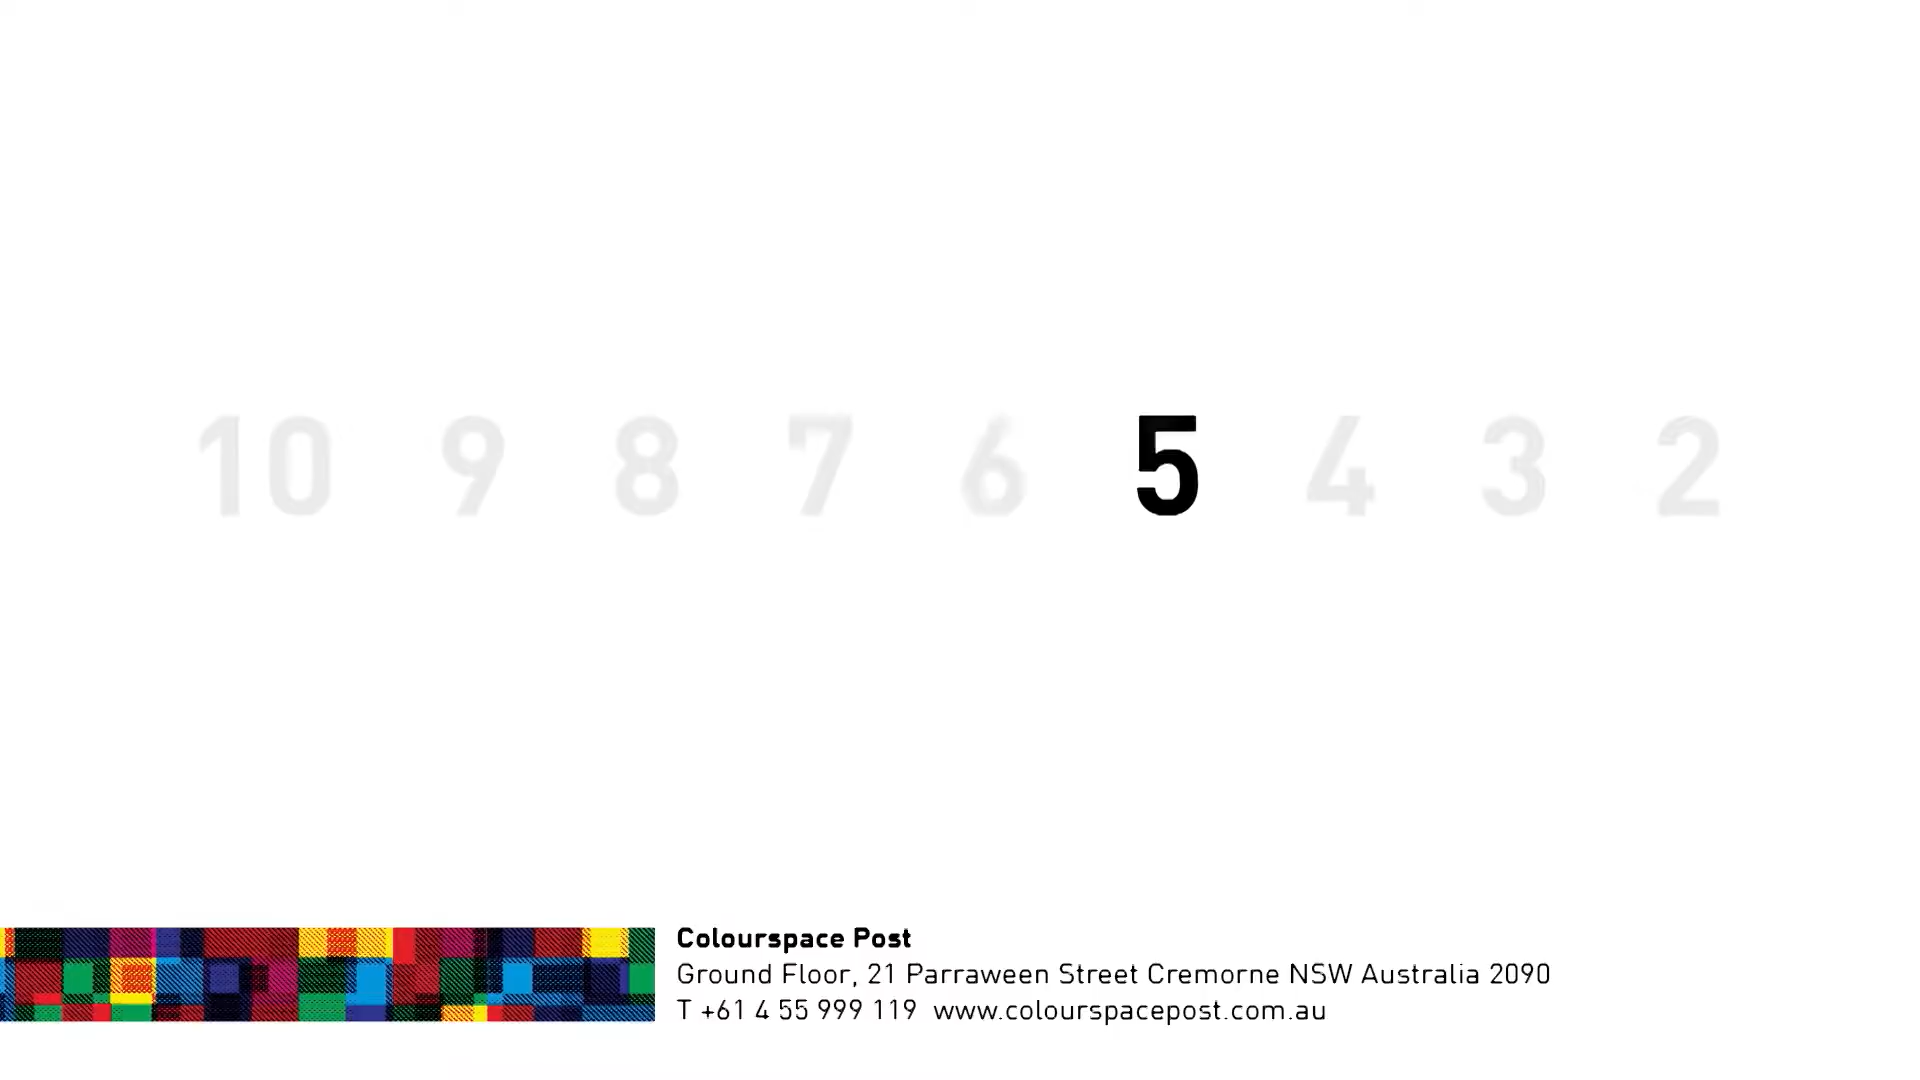 10 9 8 7 6 5 4 3 2
Colourspace Post
Ground Floor, 21 Parraween Street Cremorne NSW Australia 2090
T +61 4 55 999 119 www.colourspacepost.com.au